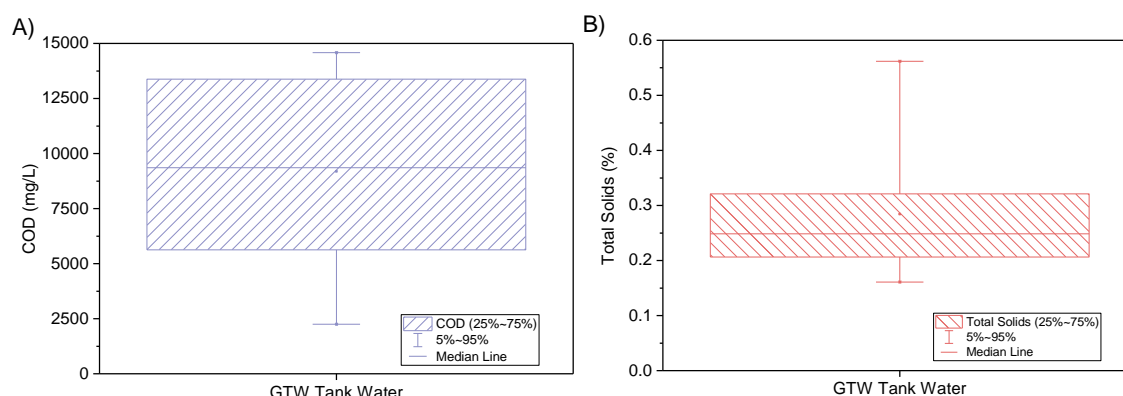 A)
15000
12500
10000
7500
5000
2500
0
COD (mg/L)
COD (25%~75%)
5%~95%
Median Line
GTW Tank Water
B)
0.6
0.5
0.4
0.3
0.2
0.1
0.0
Total Solids (%)
Total Solids (25%~75%)
5%~95%
Median Line
GTW Tank Water